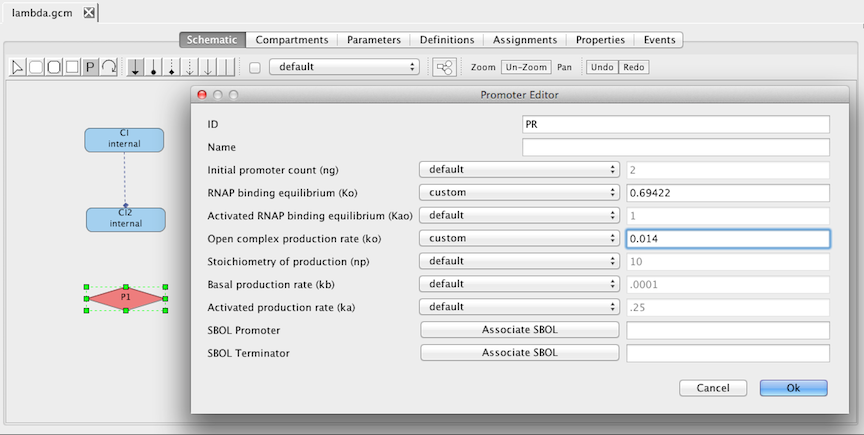 lambda.gcm
Schematic Compartments Parameters Definitions Assignments Properties Events
P default Zoom Un-Zoom Pan Undo Redo
Promoter Editor
CI
internal
CI2
internal
P1
ID PR
Name
Initial promoter count (ng) default 2
RNAP binding equilibrium (Ko) custom 0.69422
Activated RNAP binding equilibrium (Kao) default 1
Open complex production rate (ko) custom 0.014
Stoichiometry of production (np) default 10
Basal production rate (kb) default .0001
Activated production rate (ka) default .25
SBOL Promoter Associate SBOL
SBOL Terminator Associate SBOL
Cancel Ok